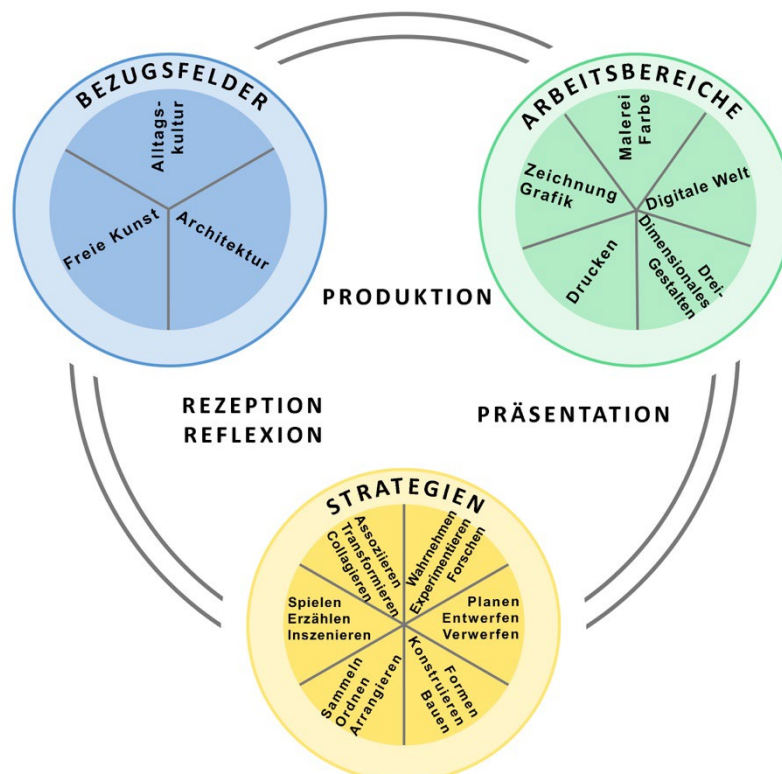 BEZUGSFELDER
Alltags-
kultur
Freie Kunst
Architektur
ARBEITSBEREICHE
Malerei
Farbe
Zeichnung
Grafik
Digitale Welt
Drucken
Drei-
Dimensionales
Gestalten
PRODUKTION
REZEPTION
REFLEXION
PRÄSENTATION
STRATEGIEN
Assoziieren
Transformieren
Collagieren
Wahrnehmen
Experimentieren
Forschen
Spielen
Erzählen
Inszenieren
Planen
Entwerfen
Verwerfen
Sammeln
Ordnen
Arrangieren
Formen
Konstruieren
Bauen